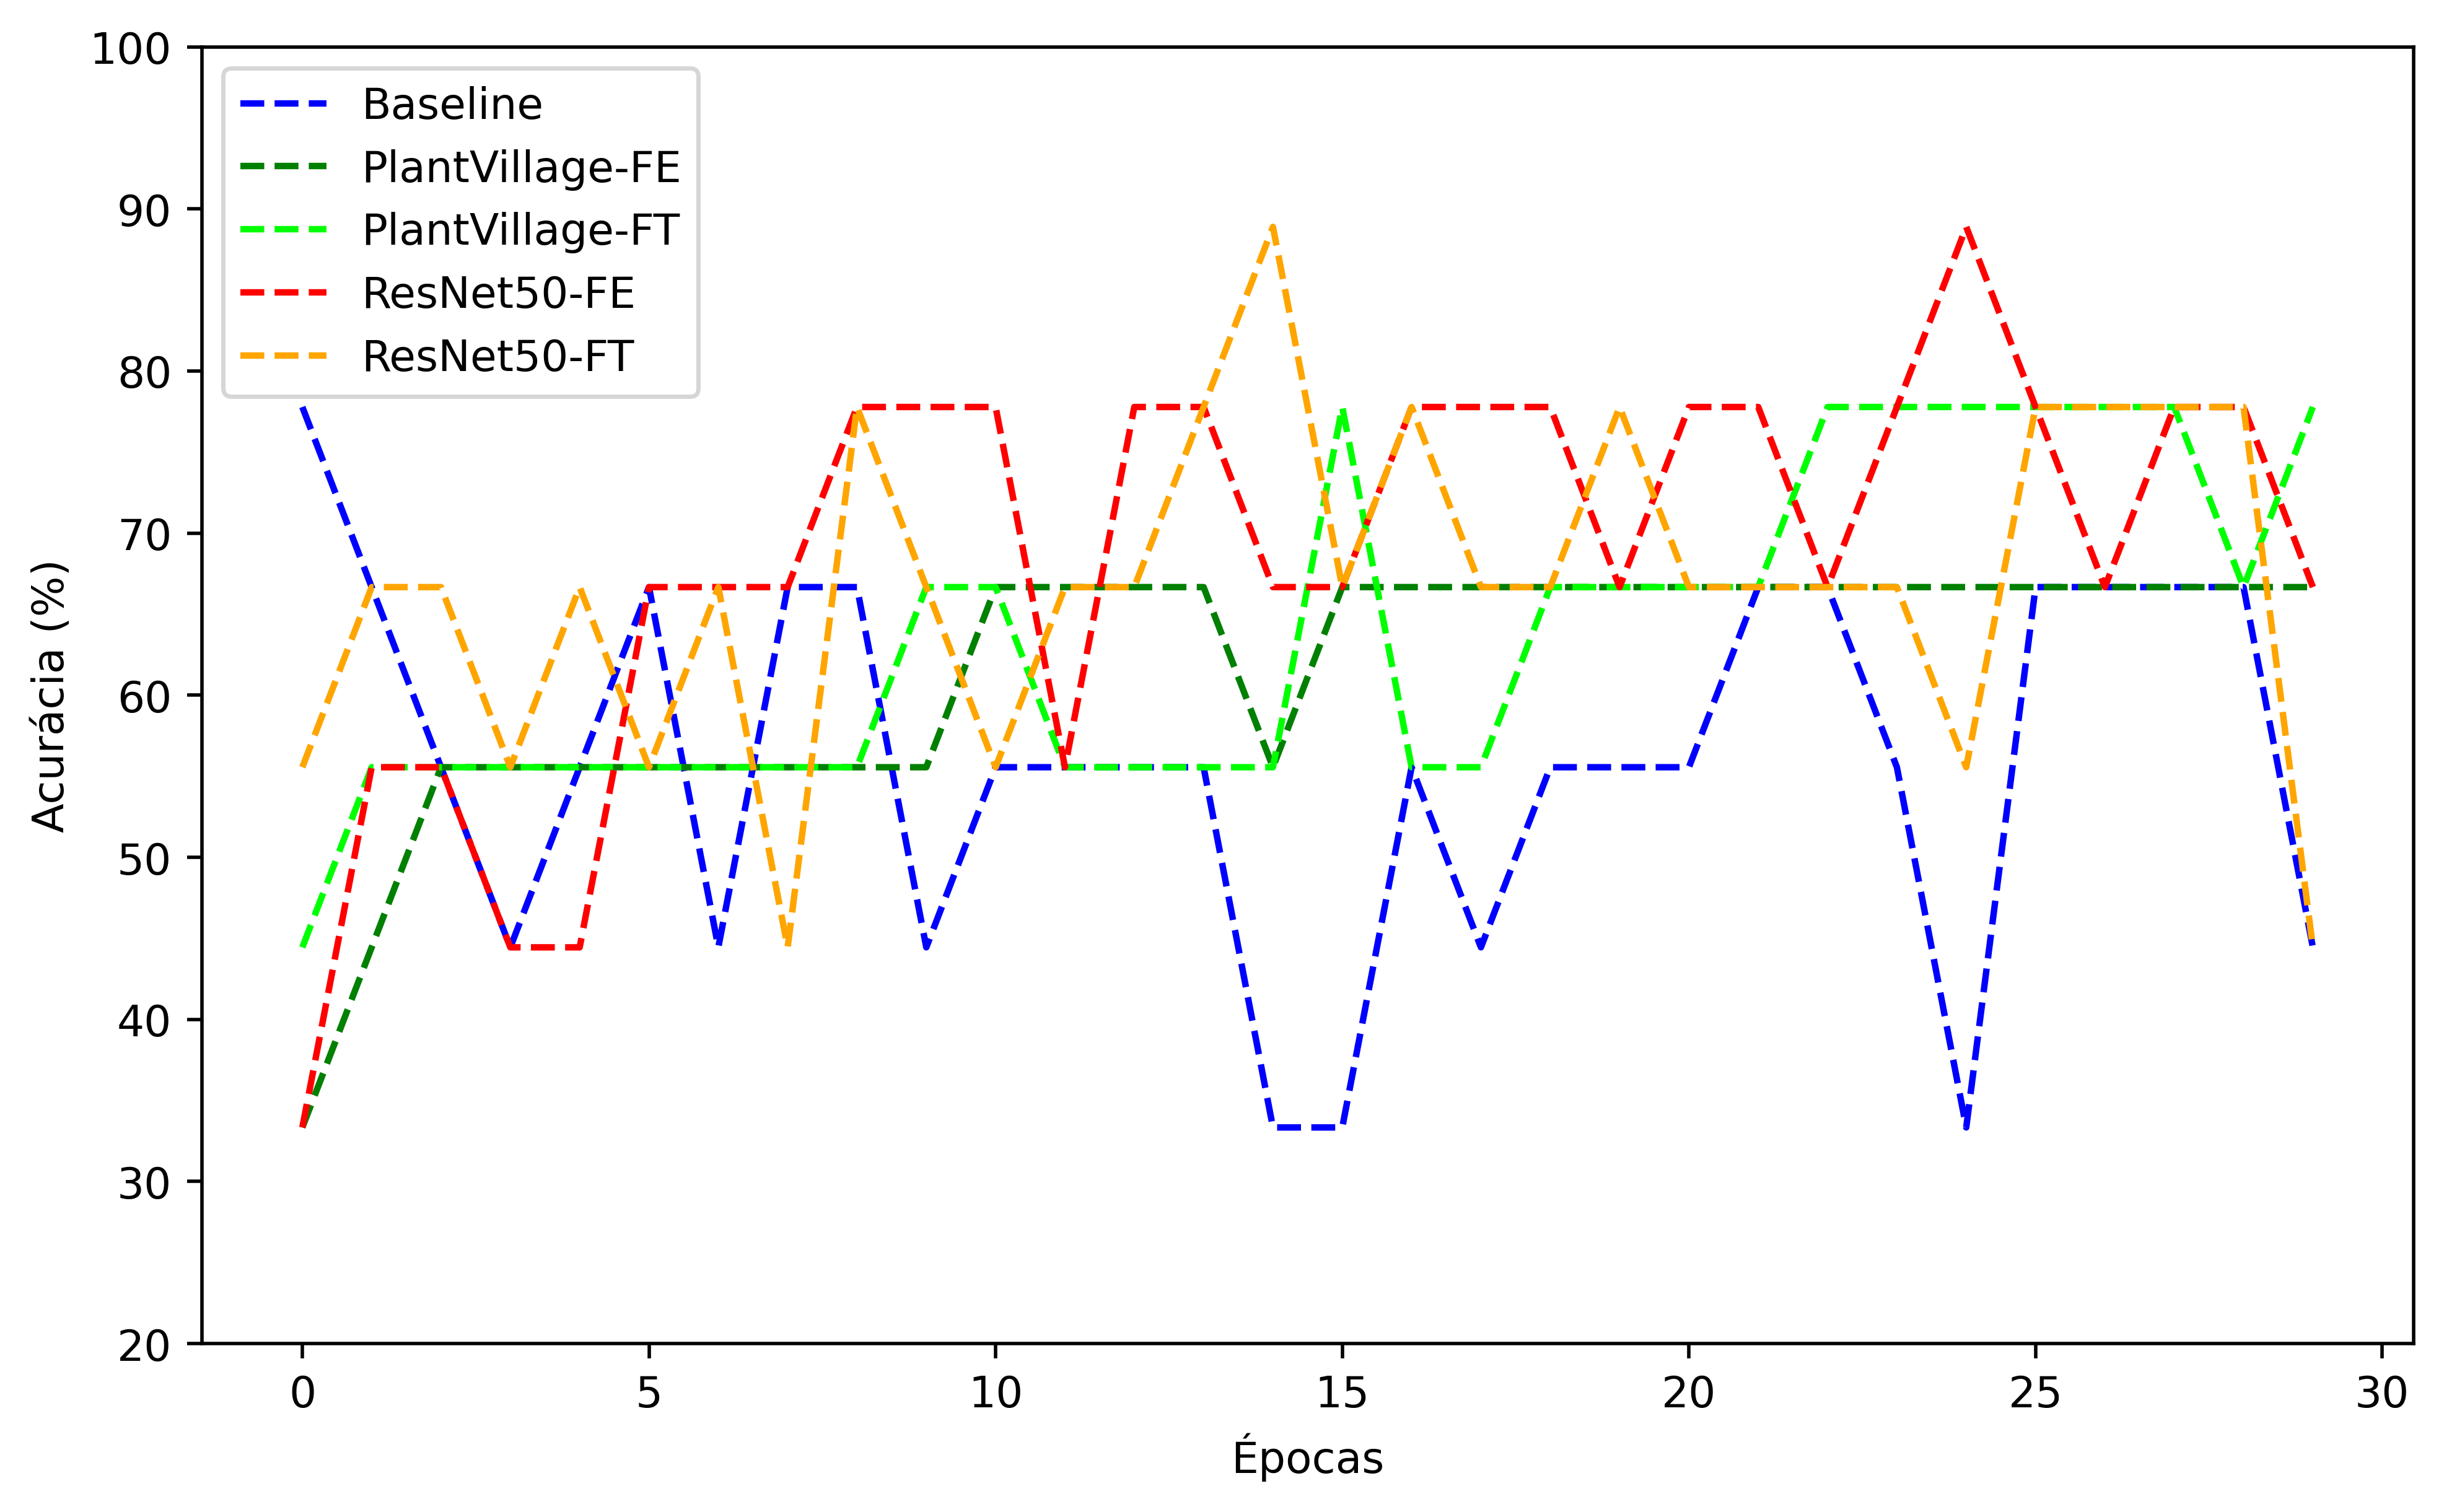 100
90
80
70
60
50
40
30
20
Acurácia (%)
Baseline
PlantVillage-FE
PlantVillage-FT
ResNet50-FE
ResNet50-FT
0 5 10 15 20 25 30
Épocas